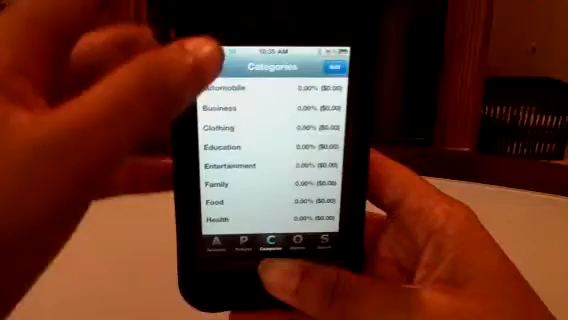 10:35 AM
Categories
Automobile 0.00% ($0.00)
Business 0.00% ($0.00)
Clothing 0.00% ($0.00)
Education 0.00% ($0.00)
Entertainment 0.00% ($0.00)
Family 0.00% ($0.00)
Food 0.00% ($0.00)
Health 0.00% ($0.00)
A P C O S
Categories